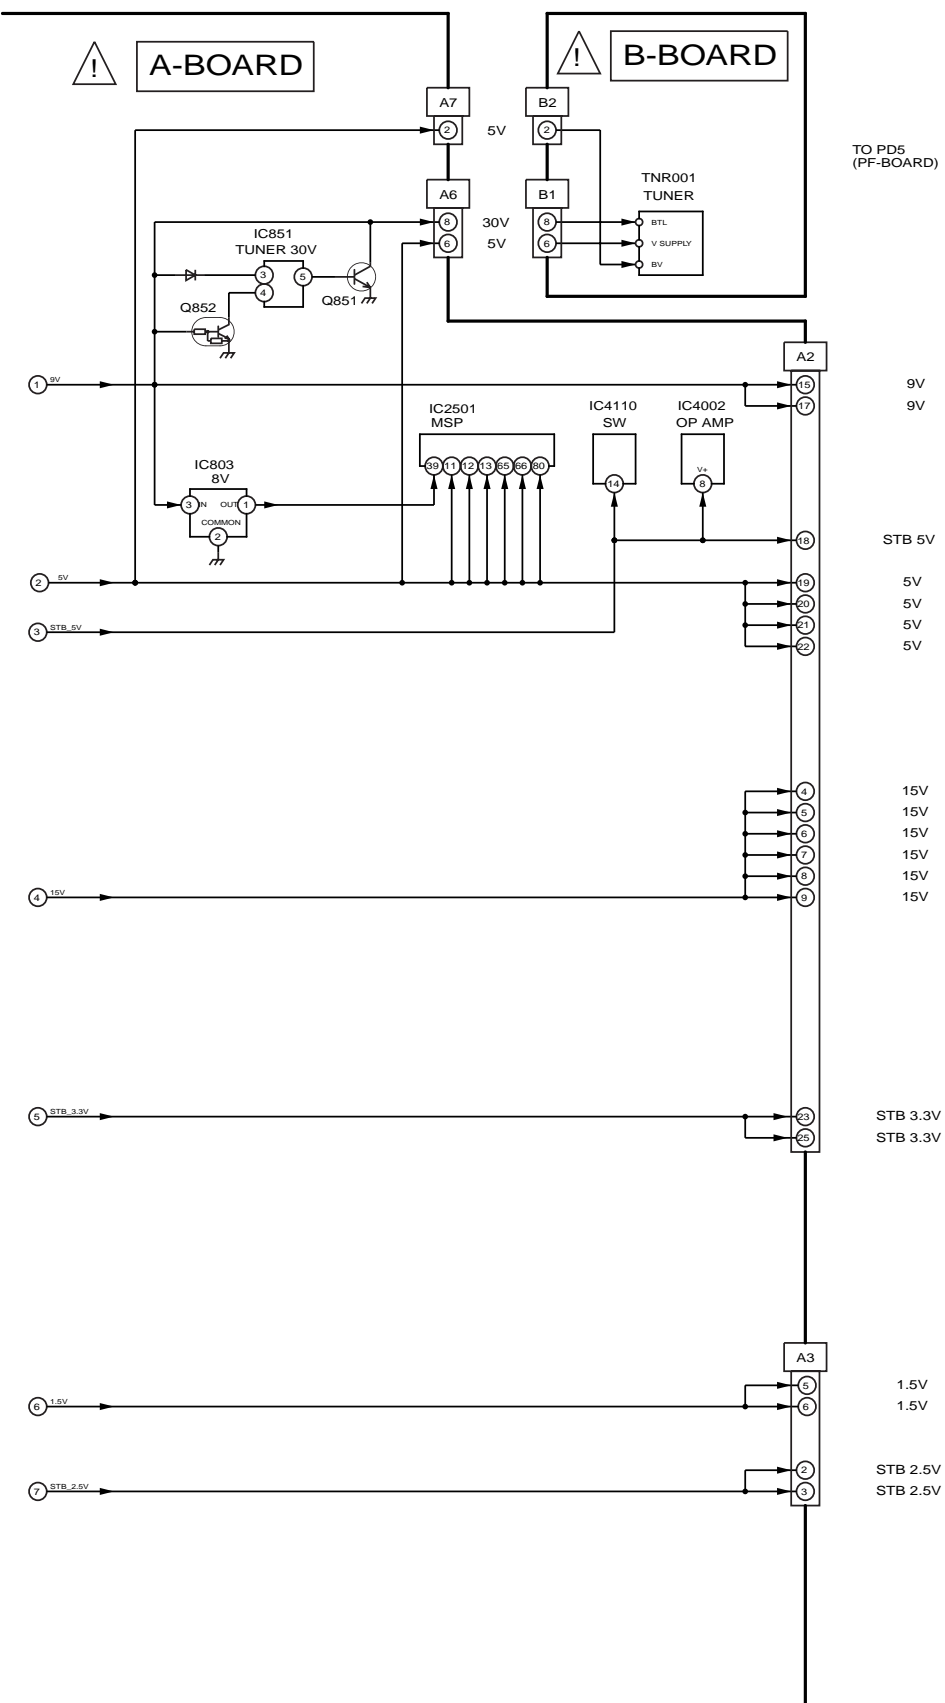 ! A-BOARD
! B-BOARD
A7
2
5V
B2
2
TO PD5
(PF-BOARD)
A6
8
6
30V
5V
B1
8
6
TNR001
TUNER
BTL
V SUPPLY
BV
IC851
TUNER 30V
3
4
5
Q851
Q852
A2
1 9V
15 9V
17 9V
IC2501
MSP
39 11 12 13 65 66 80
IC4110
SW
14
IC4002
OP AMP
V+
8
IC803
8V
3 IN OUT 1
COMMON
2
18 STB 5V
2 5V
19 5V
20 5V
21 5V
22 5V
3 STB_5V
4 15V
5 15V
6 15V
7 15V
8 15V
9 15V
4 15V
5 STB_3.3V
23 STB 3.3V
25 STB 3.3V
A3
5 1.5V
6 1.5V
6 1.5V
2 STB 2.5V
3 STB 2.5V
7 STB_2.5V